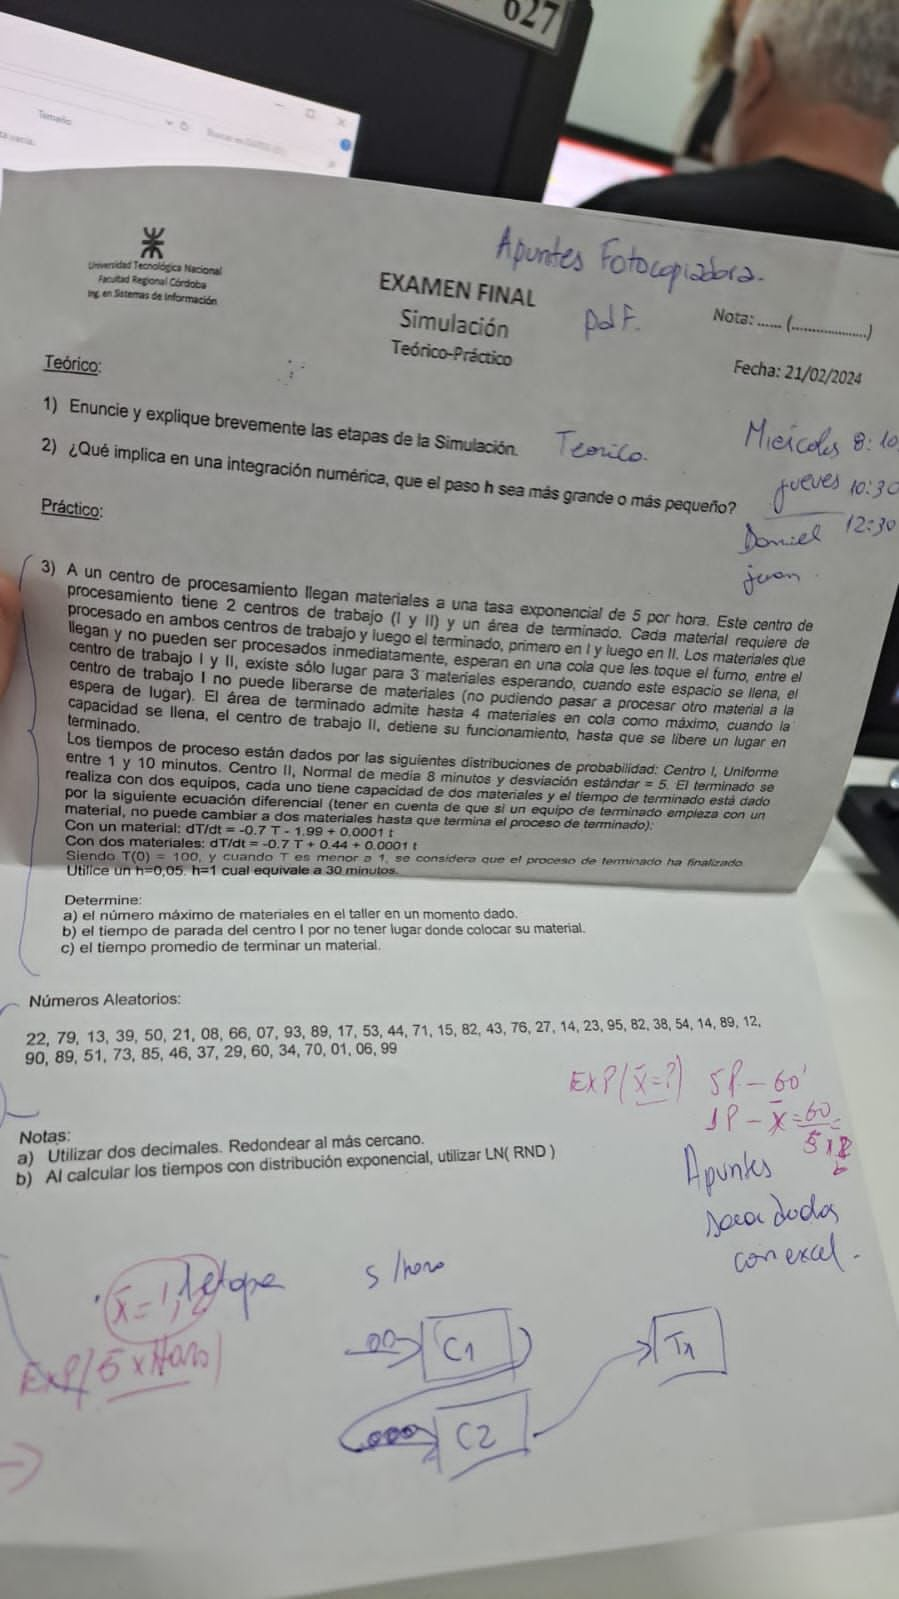 627
Tamaño
Universidad Tecnológica Nacional
Facultad Regional Córdoba
Ing. en Sistemas de Información
Apuntes Fotocopiadora.
pdf.
EXAMEN FINAL
Simulación
Teórico-Práctico
Nota: ...... (....................)
Fecha: 21/02/2024
Teórico:
1) Enuncie y explique brevemente las etapas de la Simulación.
Teorico.
2) ¿Qué implica en una integración numérica, que el paso h sea más grande o más pequeño?
Miercoles 8:10
jueves 10:30
Daniel 12:30
juan.
Práctico:
3) A un centro de procesamiento llegan materiales a una tasa exponencial de 5 por hora. Este centro de
procesamiento tiene 2 centros de trabajo (I y II) y un área de terminado. Cada material requiere de
procesado en ambos centros de trabajo y luego el terminado, primero en I y luego en II. Los materiales que
llegan y no pueden ser procesados inmediatamente, esperan en una cola que les toque el turno, entre el
centro de trabajo I y II, existe sólo lugar para 3 materiales esperando, cuando este espacio se llena, el
centro de trabajo I no puede liberarse de materiales (no pudiendo pasar a procesar otro material a la
espera de lugar). El área de terminado admite hasta 4 materiales en cola como máximo, cuando la
capacidad se llena, el centro de trabajo II, detiene su funcionamiento, hasta que se libere un lugar en
terminado.
Los tiempos de proceso están dados por las siguientes distribuciones de probabilidad: Centro I, Uniforme
entre 1 y 10 minutos. Centro II, Normal de media 8 minutos y desviación estándar = 5. El terminado se
realiza con dos equipos, cada uno tiene capacidad de dos materiales y el tiempo de terminado está dado
por la siguiente ecuación diferencial (tener en cuenta de que si un equipo de terminado empieza con un
material, no puede cambiar a dos materiales hasta que termina el proceso de terminado):
Con un material: dT/dt = -0.7 T - 1.99 + 0.0001 t
Con dos materiales: dT/dt = -0.7 T + 0.44 + 0.0001 t
Siendo T(0) = 100, y cuando T es menor a 1, se considera que el proceso de terminado ha finalizado
Utilice un h=0,05. h=1 cual equivale a 30 minutos.
Determine:
a) el número máximo de materiales en el taller en un momento dado.
b) el tiempo de parada del centro I por no tener lugar donde colocar su material.
c) el tiempo promedio de terminar un material.
Números Aleatorios:
22, 79, 13, 39, 50, 21, 08, 66, 07, 93, 89, 17, 53, 44, 71, 15, 82, 43, 76, 27, 14, 23, 95, 82, 38, 54, 14, 89, 12,
90, 89, 51, 73, 85, 46, 37, 29, 60, 34, 70, 01, 06, 99
EXP(x̄=?) 5P - 60'
1P - x̄ = 60
Notas:
a) Utilizar dos decimales. Redondear al más cercano.
b) Al calcular los tiempos con distribución exponencial, utilizar LN( RND )
Apuntes
sacar dudas
con excel.
5 /hora
EXP(5 x Hora)
C1
T1
C2